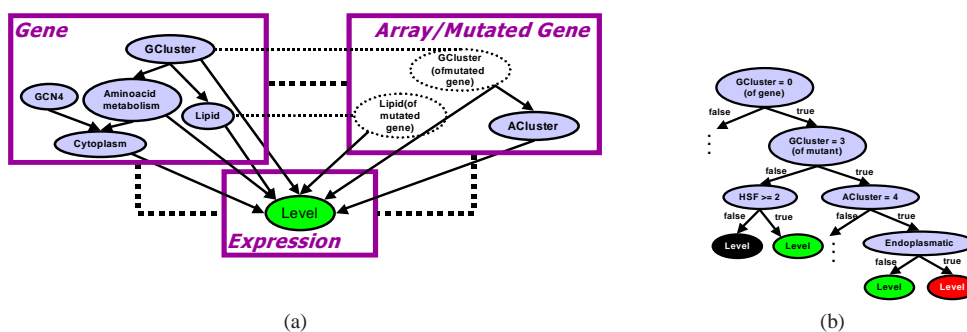 Gene
GCluster
GCN4
Aminoacid
metabolism
Lipid
Cytoplasm
Array/Mutated Gene
GCluster
(ofmutated
gene)
Lipid(of
mutated
gene)
ACluster
Level
Expression
(a)
GCluster = 0
(of gene)
false
true
GCluster = 3
(of mutant)
false
true
HSF >= 2
ACluster = 4
false
true
false
true
Level
Level
Endoplasmatic
false
true
Level
Level
(b)